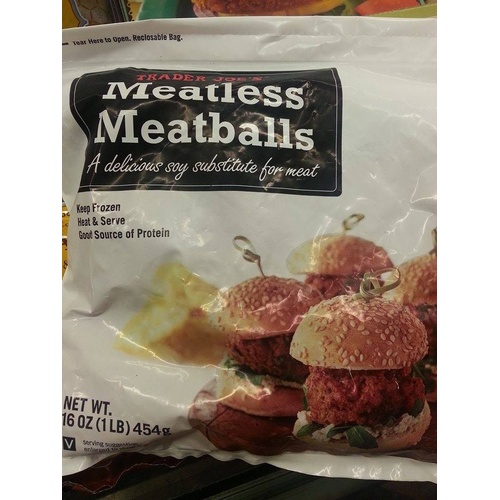 Tear Here to Open. Reclosable Bag.
TRADER JOE'S
Meatless
Meatballs
A delicious soy substitute for meat
Keep Frozen
Heat & Serve
Good Source of Protein
NET WT.
16 OZ (1 LB) 454g
V
serving